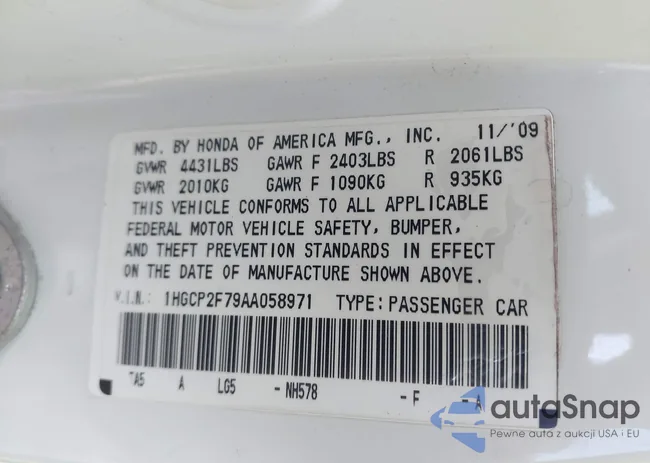 MFD. BY HONDA OF AMERICA MFG., INC. 11/'09
GVWR 4431LBS GAWR F 2403LBS R 2061LBS
GVWR 2010KG GAWR F 1090KG R 935KG
THIS VEHICLE CONFORMS TO ALL APPLICABLE
FEDERAL MOTOR VEHICLE SAFETY, BUMPER,
AND THEFT PREVENTION STANDARDS IN EFFECT
ON THE DATE OF MANUFACTURE SHOWN ABOVE.
V.I.N.: 1HGCP2F79AA058971 TYPE: PASSENGER CAR
TA5 A LG5 - NH578 - F - A
autaSnap
Pewne auta z aukcji USA i EU